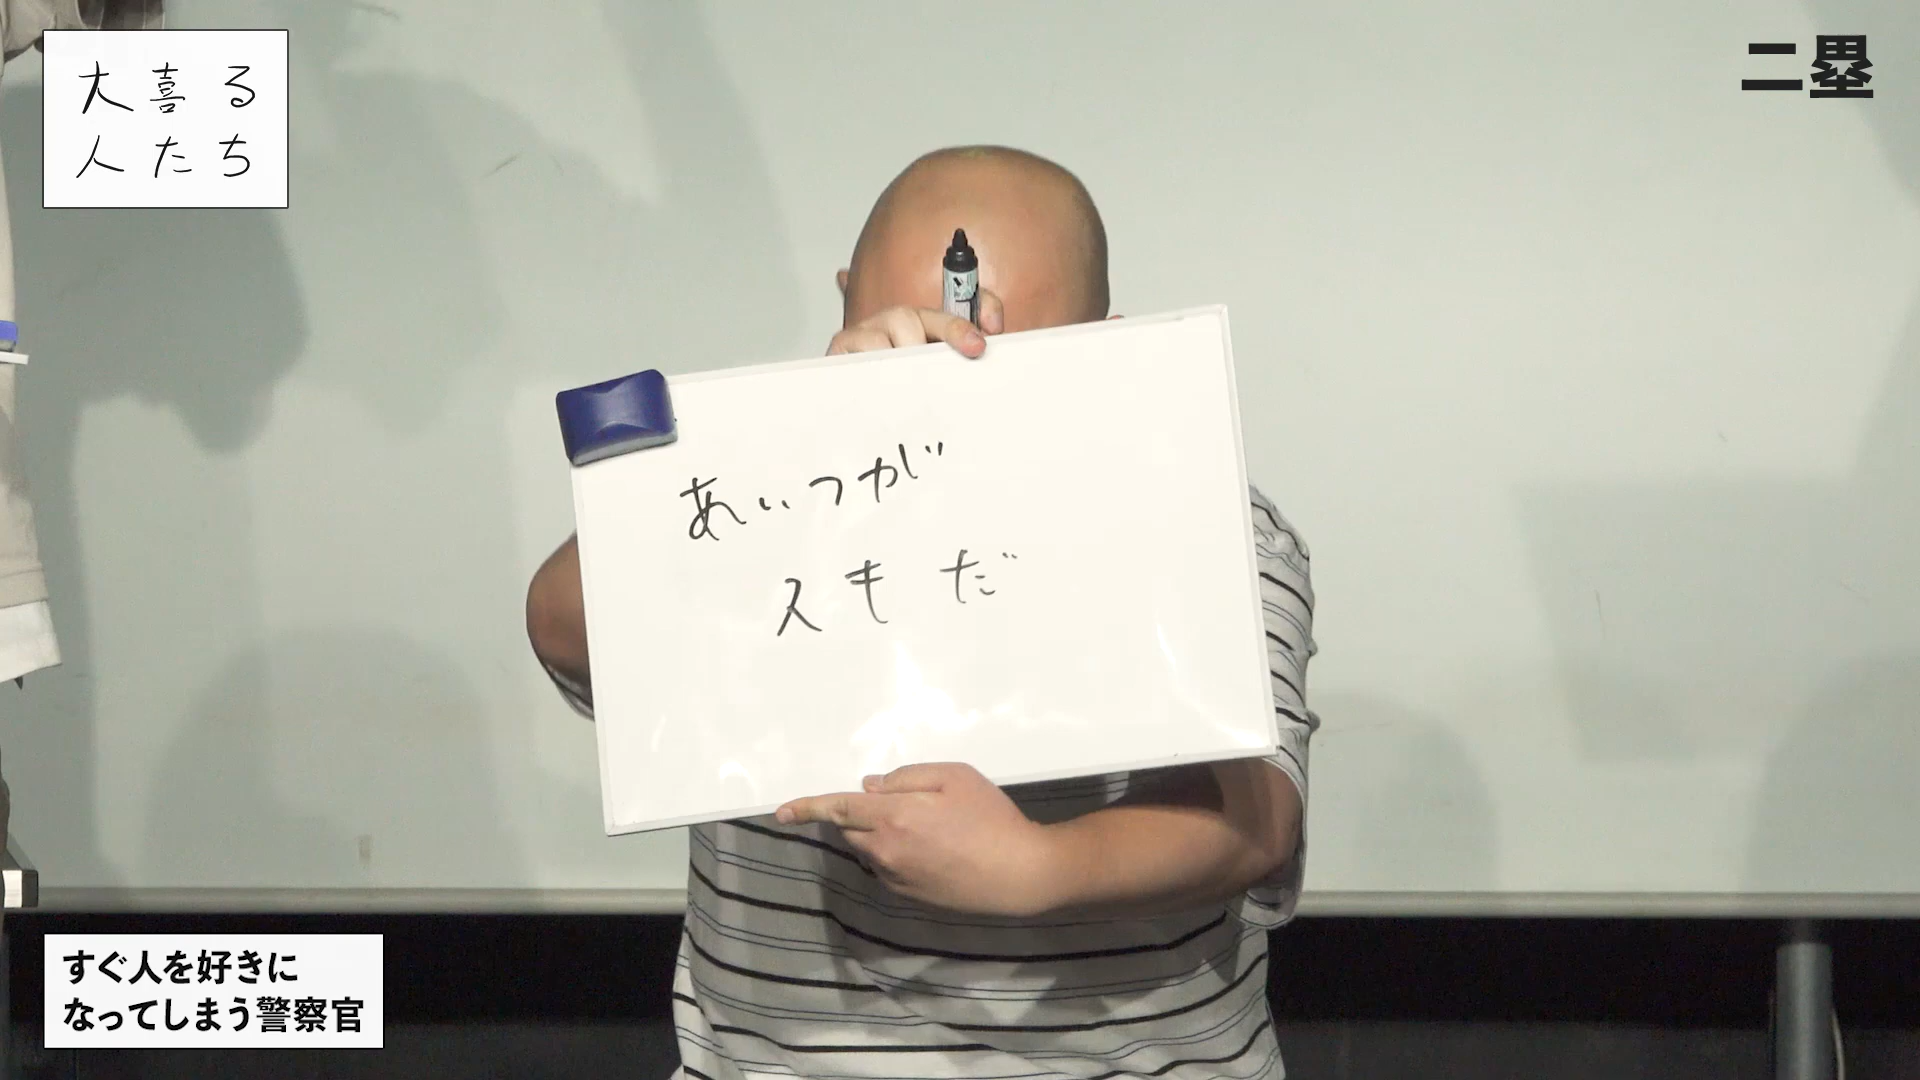 大喜る
人たち
二塁
あいつが
スキだ
すぐ人を好きに
なってしまう警察官